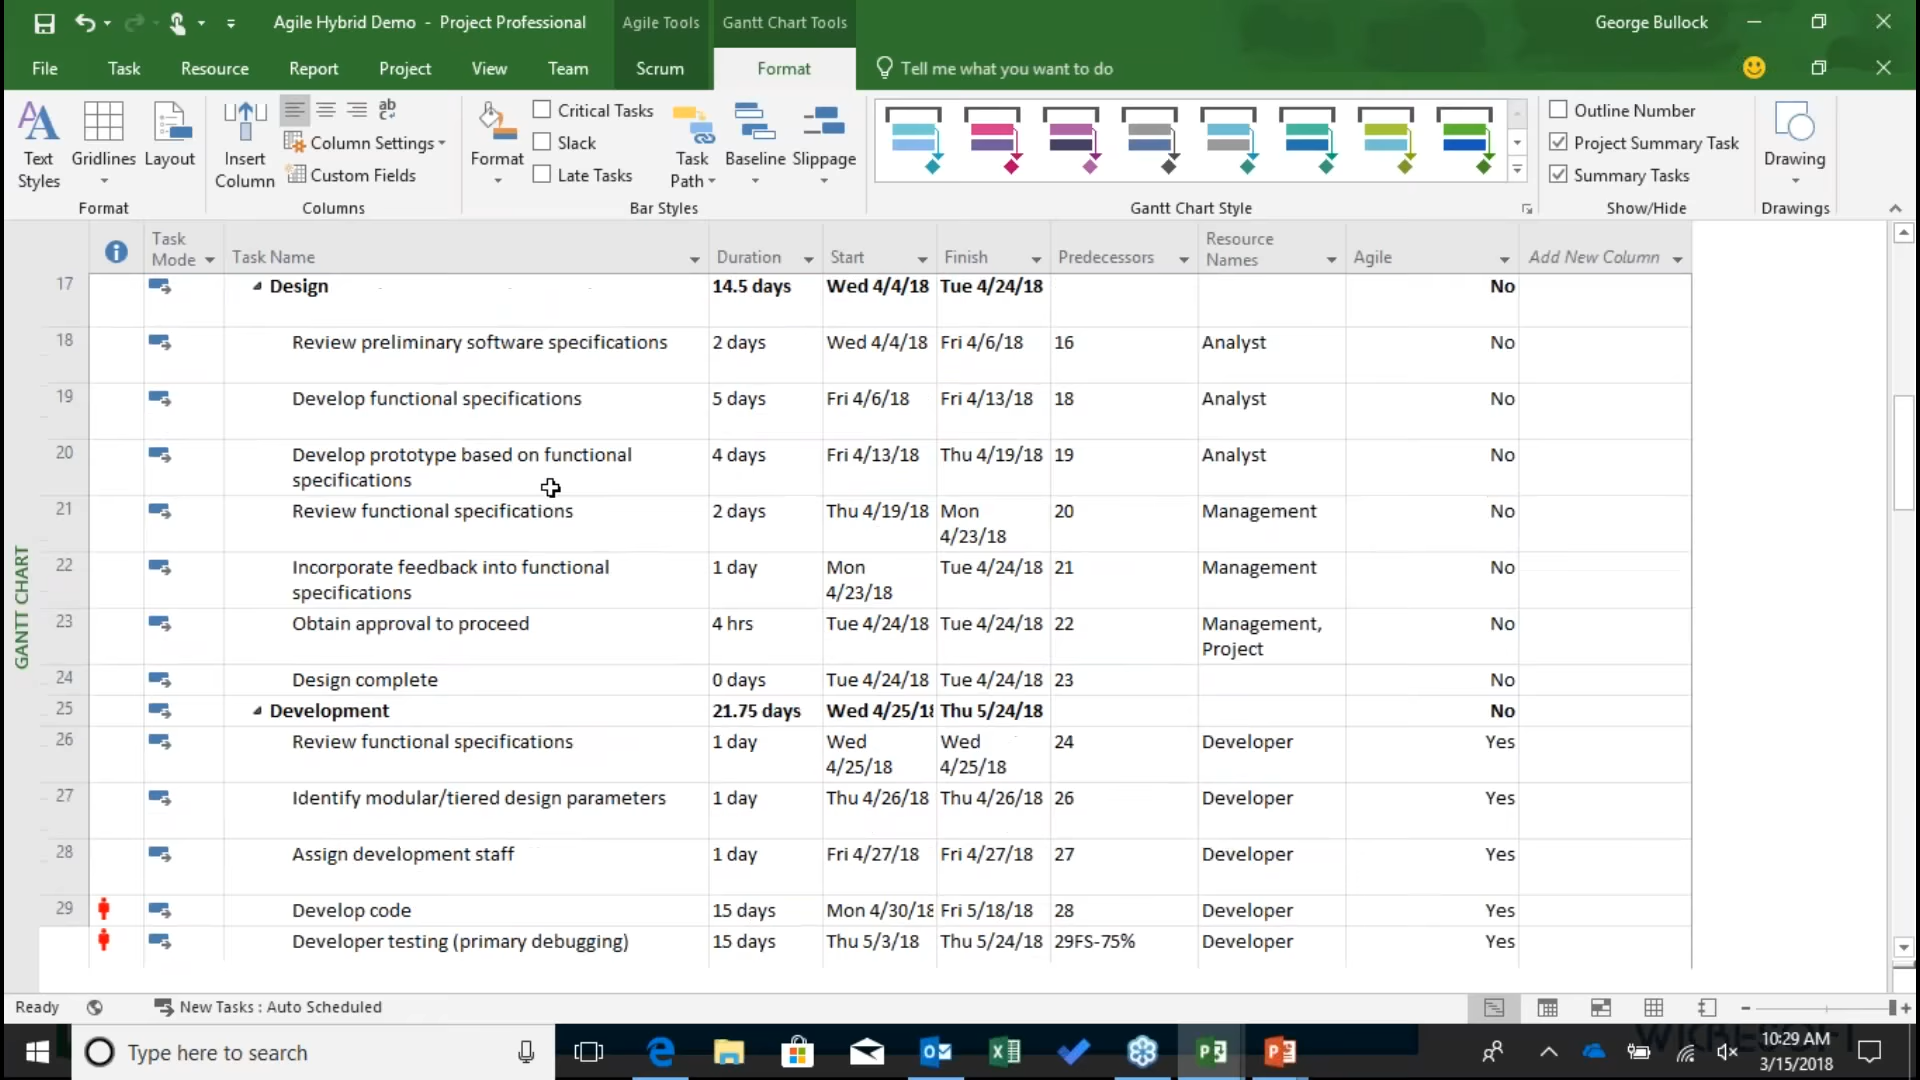 Agile Hybrid Demo - Project Professional
Agile Tools
Gantt Chart Tools
George Bullock
File
Task
Resource
Report
Project
View
Team
Scrum
Format
Tell me what you want to do
Text Styles
Gridlines
Layout
Format
Insert Column
ab
Column Settings
Custom Fields
Columns
Format
Critical Tasks
Slack
Late Tasks
Task Path
Baseline
Slippage
Bar Styles
Gantt Chart Style
Outline Number
Project Summary Task
Summary Tasks
Show/Hide
Drawing
Drawings
Task Mode
Task Name
Duration
Start
Finish
Predecessors
Resource Names
Agile
Add New Column
GANTT CHART
17 Design 14.5 days Wed 4/4/18 Tue 4/24/18 No
18 Review preliminary software specifications 2 days Wed 4/4/18 Fri 4/6/18 16 Analyst No
19 Develop functional specifications 5 days Fri 4/6/18 Fri 4/13/18 18 Analyst No
20 Develop prototype based on functional specifications 4 days Fri 4/13/18 Thu 4/19/18 19 Analyst No
21 Review functional specifications 2 days Thu 4/19/18 Mon 4/23/18 20 Management No
22 Incorporate feedback into functional specifications 1 day Mon 4/23/18 Tue 4/24/18 21 Management No
23 Obtain approval to proceed 4 hrs Tue 4/24/18 Tue 4/24/18 22 Management, Project No
24 Design complete 0 days Tue 4/24/18 Tue 4/24/18 23 No
25 Development 21.75 days Wed 4/25/18 Thu 5/24/18 No
26 Review functional specifications 1 day Wed 4/25/18 Wed 4/25/18 24 Developer Yes
27 Identify modular/tiered design parameters 1 day Thu 4/26/18 Thu 4/26/18 26 Developer Yes
28 Assign development staff 1 day Fri 4/27/18 Fri 4/27/18 27 Developer Yes
29 Develop code 15 days Mon 4/30/18 Fri 5/18/18 28 Developer Yes
Developer testing (primary debugging) 15 days Thu 5/3/18 Thu 5/24/18 29FS-75% Developer Yes
Ready
New Tasks : Auto Scheduled
Type here to search
10:29 AM
3/15/2018